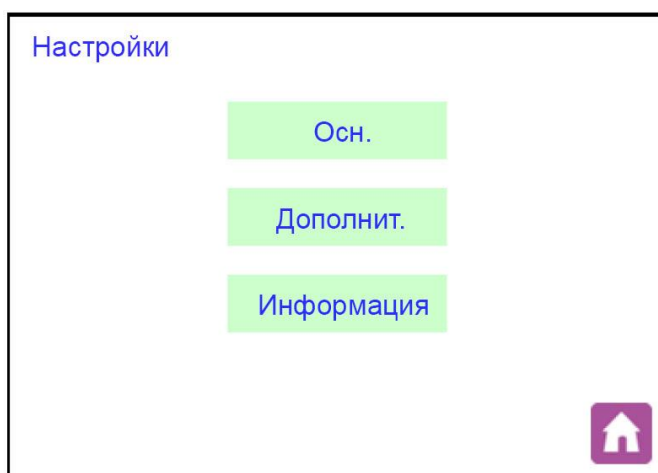 Настройки
Осн.
Дополнит.
Информация